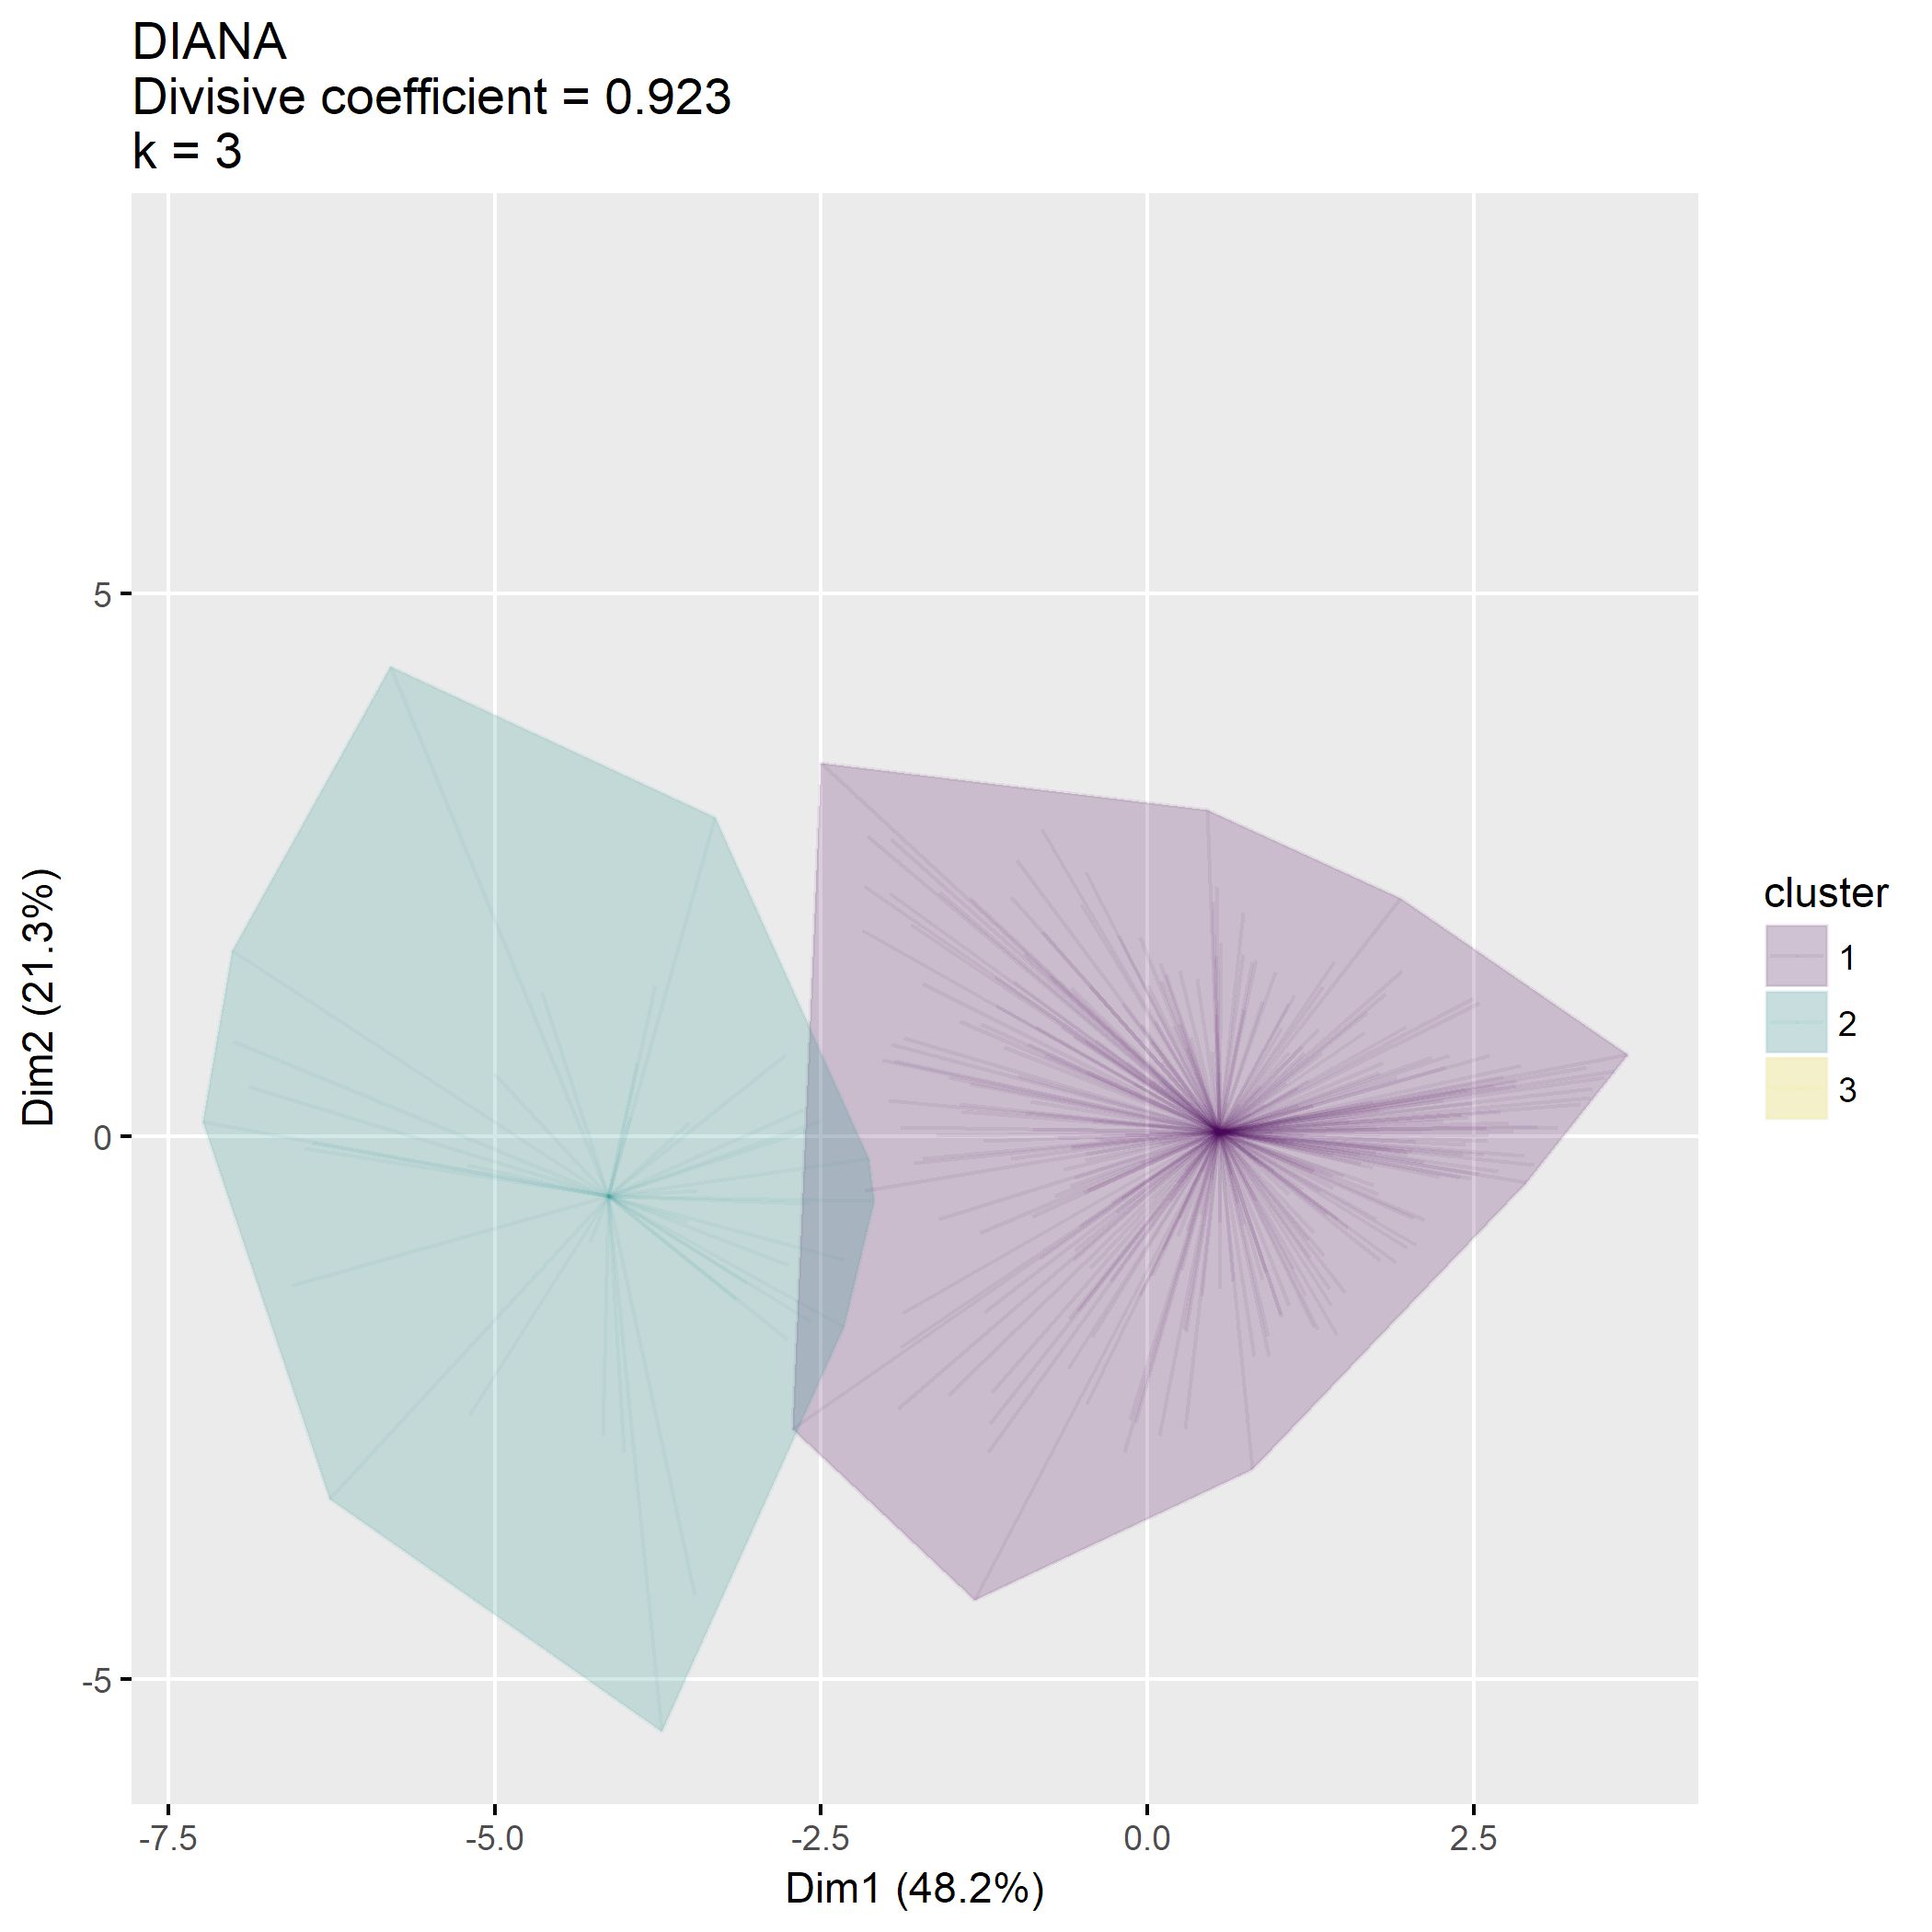 DIANA
Divisive coefficient = 0.923
k = 3
Dim2 (21.3%)
5
0
-5
-7.5
-5.0
-2.5
0.0
2.5
Dim1 (48.2%)
cluster
1
2
3